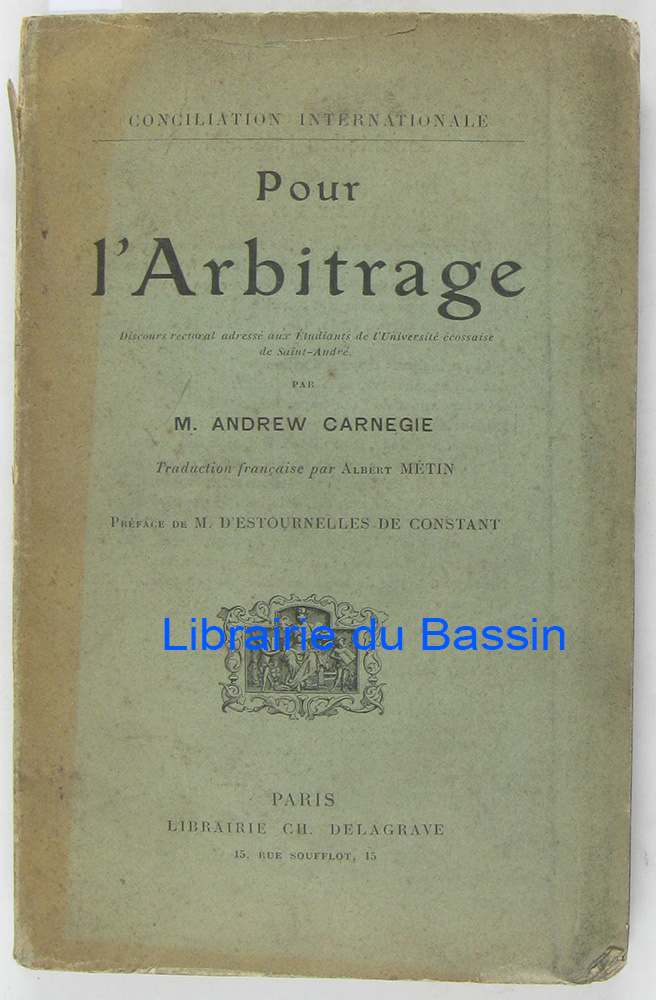 CONCILIATION INTERNATIONALE
Pour
l'Arbitrage
Discours rectoral adressé aux Étudiants de l'Université écossaise
de Saint-André
PAR
M. ANDREW CARNEGIE
Traduction française par ALBERT MÉTIN
PRÉFACE DE M. D'ESTOURNELLES DE CONSTANT
Librairie du Bassin
PARIS
LIBRAIRIE CH. DELAGRAVE
15, RUE SOUFFLOT, 15